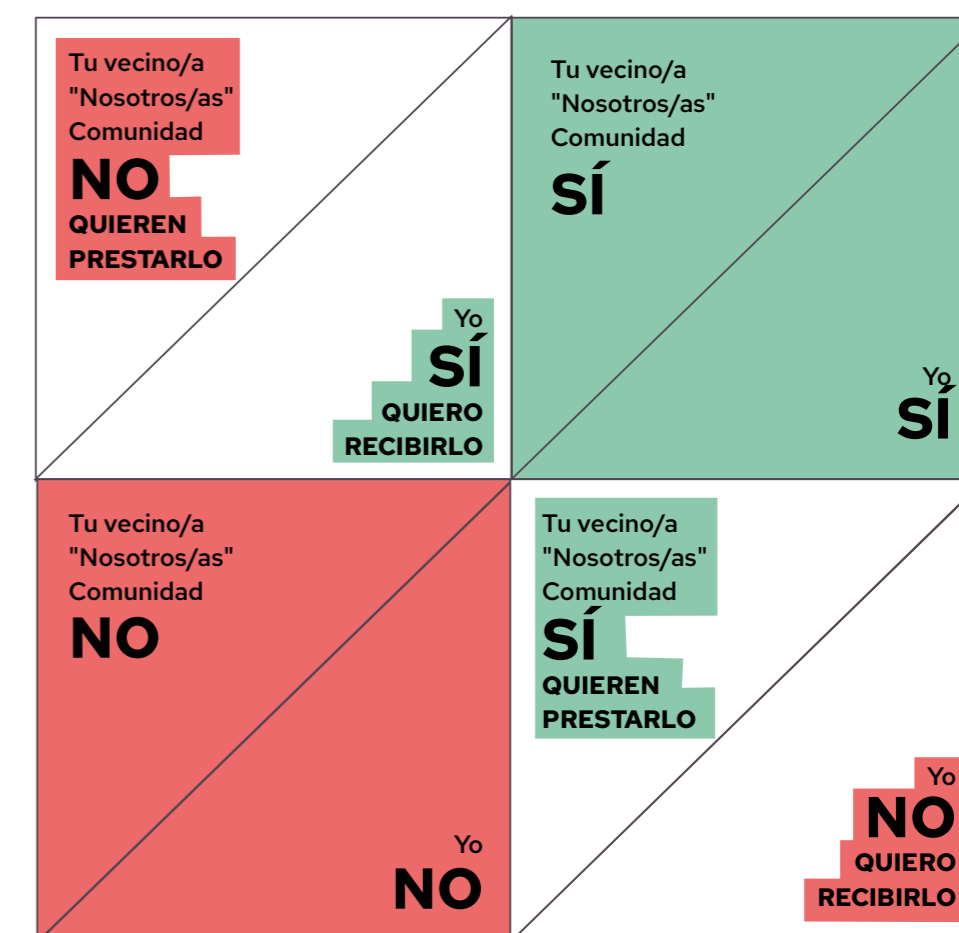 Tu vecino/a
"Nosotros/as"
Comunidad
NO
QUIEREN
PRESTARLO
Yo
SÍ
QUIERO
RECIBIRLO
Tu vecino/a
"Nosotros/as"
Comunidad
SÍ
Yo
SÍ
Tu vecino/a
"Nosotros/as"
Comunidad
NO
Yo
NO
Tu vecino/a
"Nosotros/as"
Comunidad
SÍ
QUIEREN
PRESTARLO
Yo
NO
QUIERO
RECIBIRLO